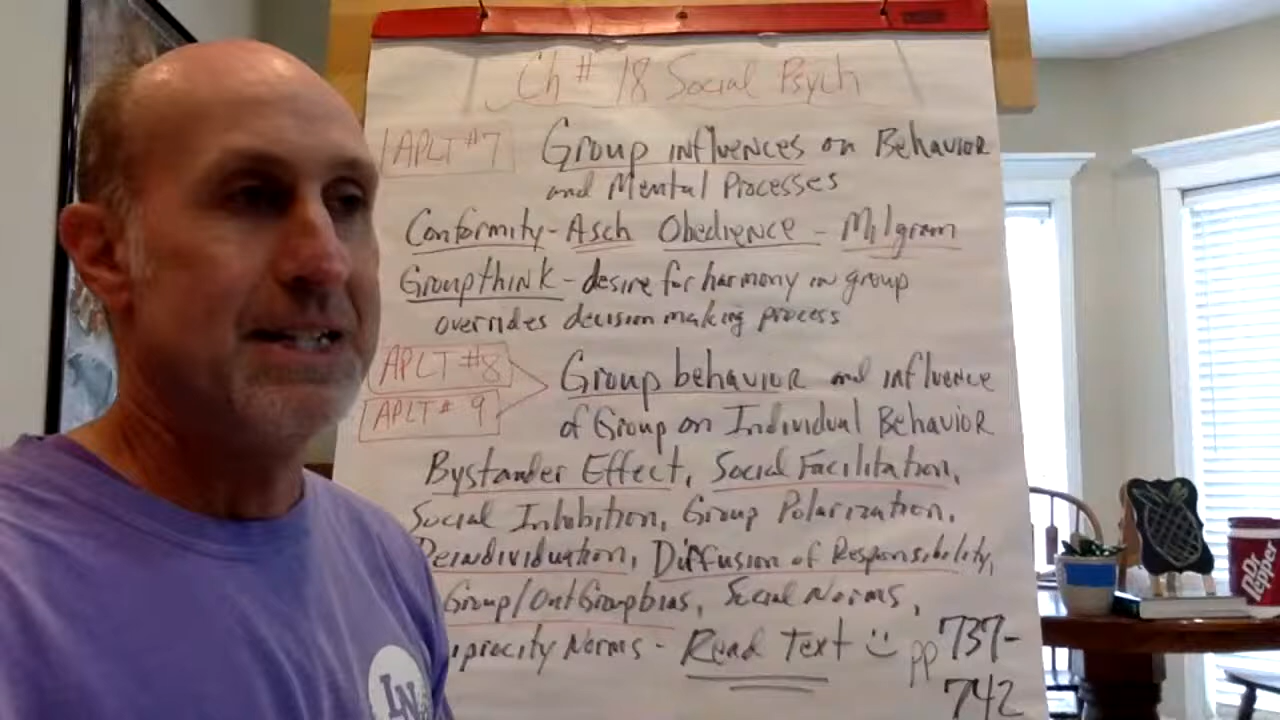 Ch # 18 Social Psych
APLT #7 Group influences on Behavior
and Mental Processes
Conformity - Asch Obedience - Milgram
Groupthink - desire for harmony in group
overrides decision making process
APLT #8 Group behavior and influence
APLT # 9 of Group on Individual Behavior
Bystander Effect, Social Facilitation,
Social Inhibition, Group Polarization,
Deindividuation, Diffusion of Responsibility,
Group/OutGroup bias, Social Norms,
iprocity Norms - Read Text :) pp 737-
742
LN
Dr Pepper